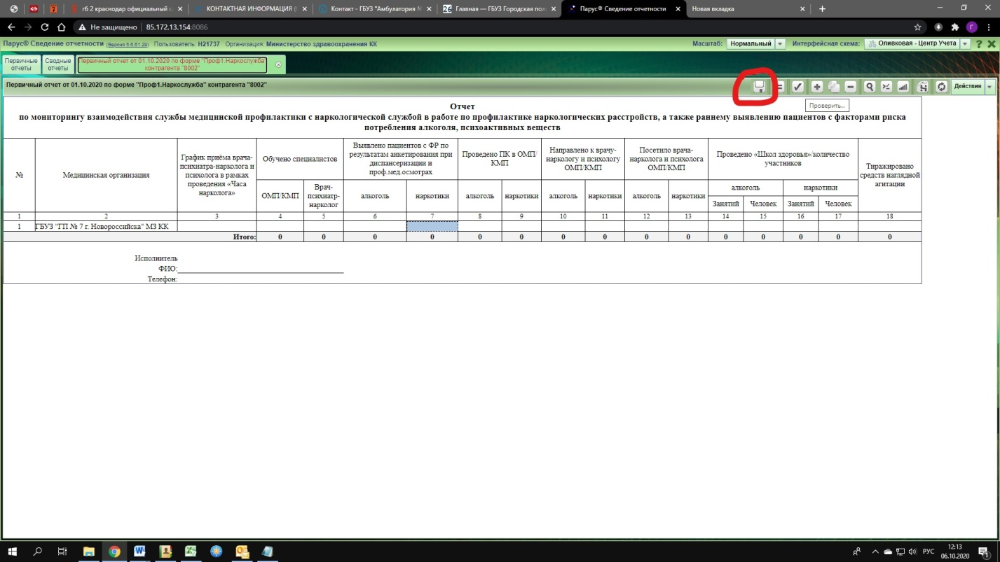 гб 2 краснодар официальный с
КОНТАКТНАЯ ИНФОРМАЦИЯ (
Контакт - ГБУЗ "Амбулатория №
26 Главная — ГБУЗ Городская пол
Парус® Сведение отчетности
Новая вкладка
Не защищено 85.172.13.154:8086
Парус® Сведение отчетности (Версия 5.6.61.29) Пользователь: H21737 Организация: Министерство здравоохранения КК
Масштаб: Нормальный Интерфейсная схема: Оливковая - Центр Учета
Первичные
отчеты
Сводные
отчеты
Первичный отчет от 01.10.2020 по форме "Проф1.Наркослужба"
контрагента "8002"
Первичный отчет от 01.10.2020 по форме "Проф1.Наркослужба" контрагента "8002"
Действия
Проверить...
Отчет
по мониторингу взаимодействия службы медицинской профилактики с наркологической службой в работе по профилактике наркологических расстройств, а также раннему выявлению пациентов с факторами риска
потребления алкоголя, психоактивных веществ
№
Медицинская организация
График приёма врача-
психиатра-нарколога и
психолога в рамках
проведения «Часа
нарколога»
Обучено специалистов
Выявлено пациентов с ФР по
результатам анкетирования при
диспансеризации и
проф.мед.осмотрах
Проведено ПК в ОМП/
КМП
Направлено к врачу-
наркологу и психологу
ОМП/КМП
Посетило врача-
нарколога и психолога
ОМП/КМП
Проведено «Школ здоровья»/количество
участников
Тиражировано
средств наглядной
агитации
ОМП/КМП
Врач-
психиатр-
нарколог
алкоголь наркотики алкоголь наркотики алкоголь наркотики алкоголь наркотики
алкоголь наркотики
Занятий Человек Занятий Человек
1 2 3 4 5 6 7 8 9 10 11 12 13 14 15 16 17 18
1 ГБУЗ "ГП № 7 г. Новороссийска" МЗ КК
Итого: 0 0 0 0 0 0 0 0 0 0 0 0 0 0 0
Исполнитель
ФИО:
Телефон:
РУС
12:13
06.10.2020